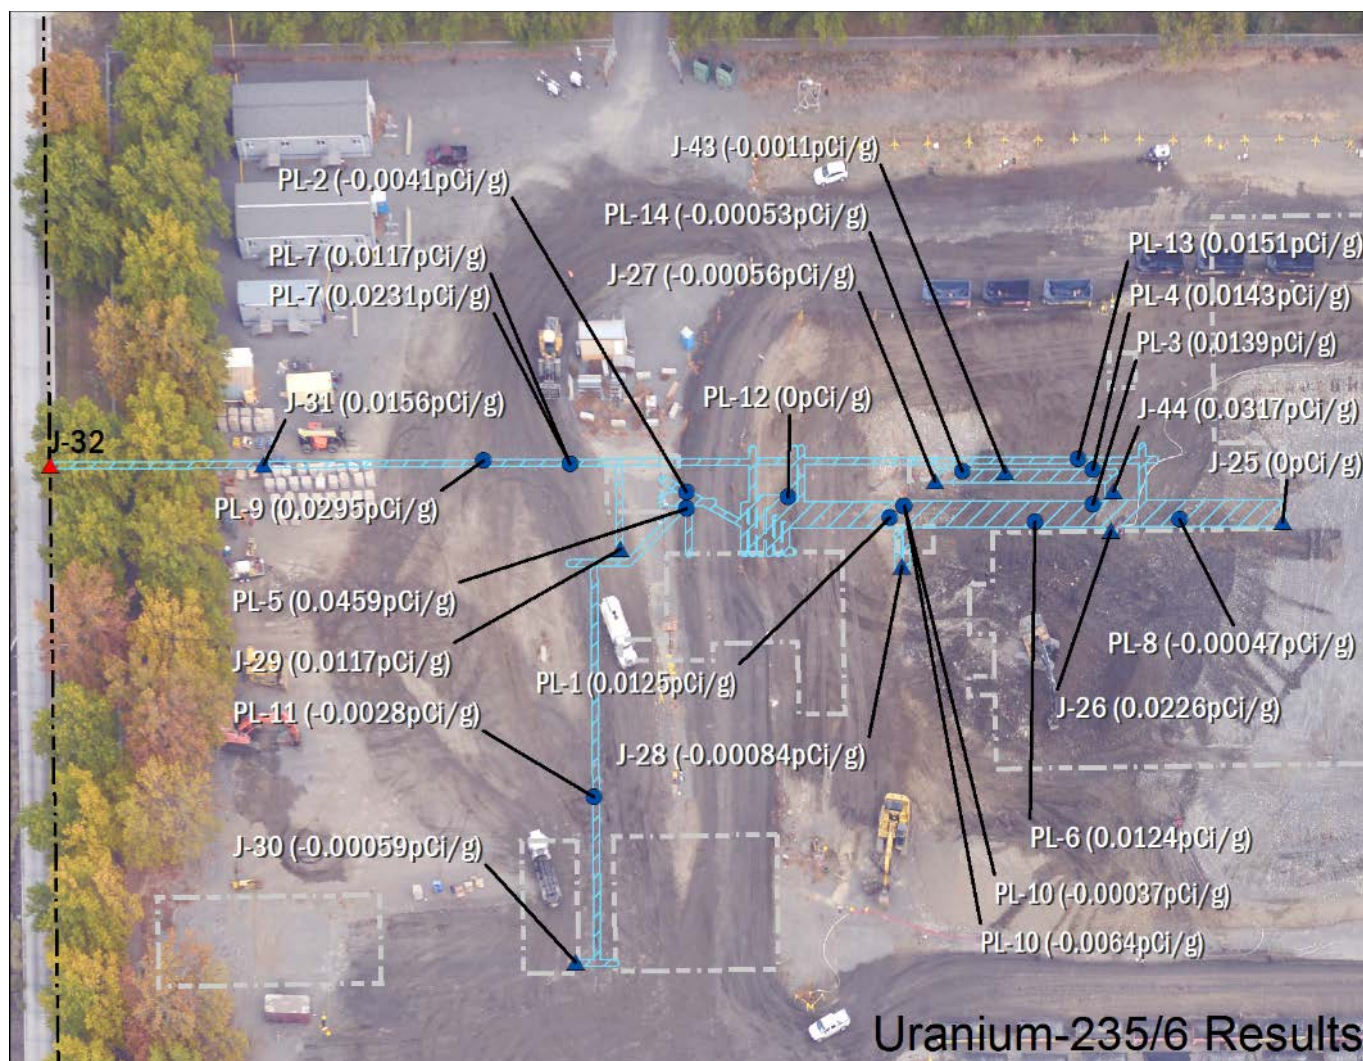 J-43 (-0.0011pCi/g)
PL-2 (-0.0041pCi/g)
PL-14 (-0.00053pCi/g)
PL-13 (0.0151pCi/g)
PL-7 (0.0117pCi/g)
J-27 (-0.00056pCi/g)
PL-7 (0.0231pCi/g)
PL-4 (0.0143pCi/g)
PL-3 (0.0139pCi/g)
J-31 (0.0156pCi/g)
PL-12 (0pCi/g)
J-44 (0.0317pCi/g)
J-32
J-25 (0pCi/g)
PL-9 (0.0295pCi/g)
PL-5 (0.0459pCi/g)
PL-8 (-0.00047pCi/g)
J-29 (0.0117pCi/g)
PL-1 (0.0125pCi/g)
J-26 (0.0226pCi/g)
PL-11 (-0.0028pCi/g)
J-28 (-0.00084pCi/g)
PL-6 (0.0124pCi/g)
J-30 (-0.00059pCi/g)
PL-10 (-0.00037pCi/g)
PL-10 (-0.0064pCi/g)
Uranium-235/6 Results